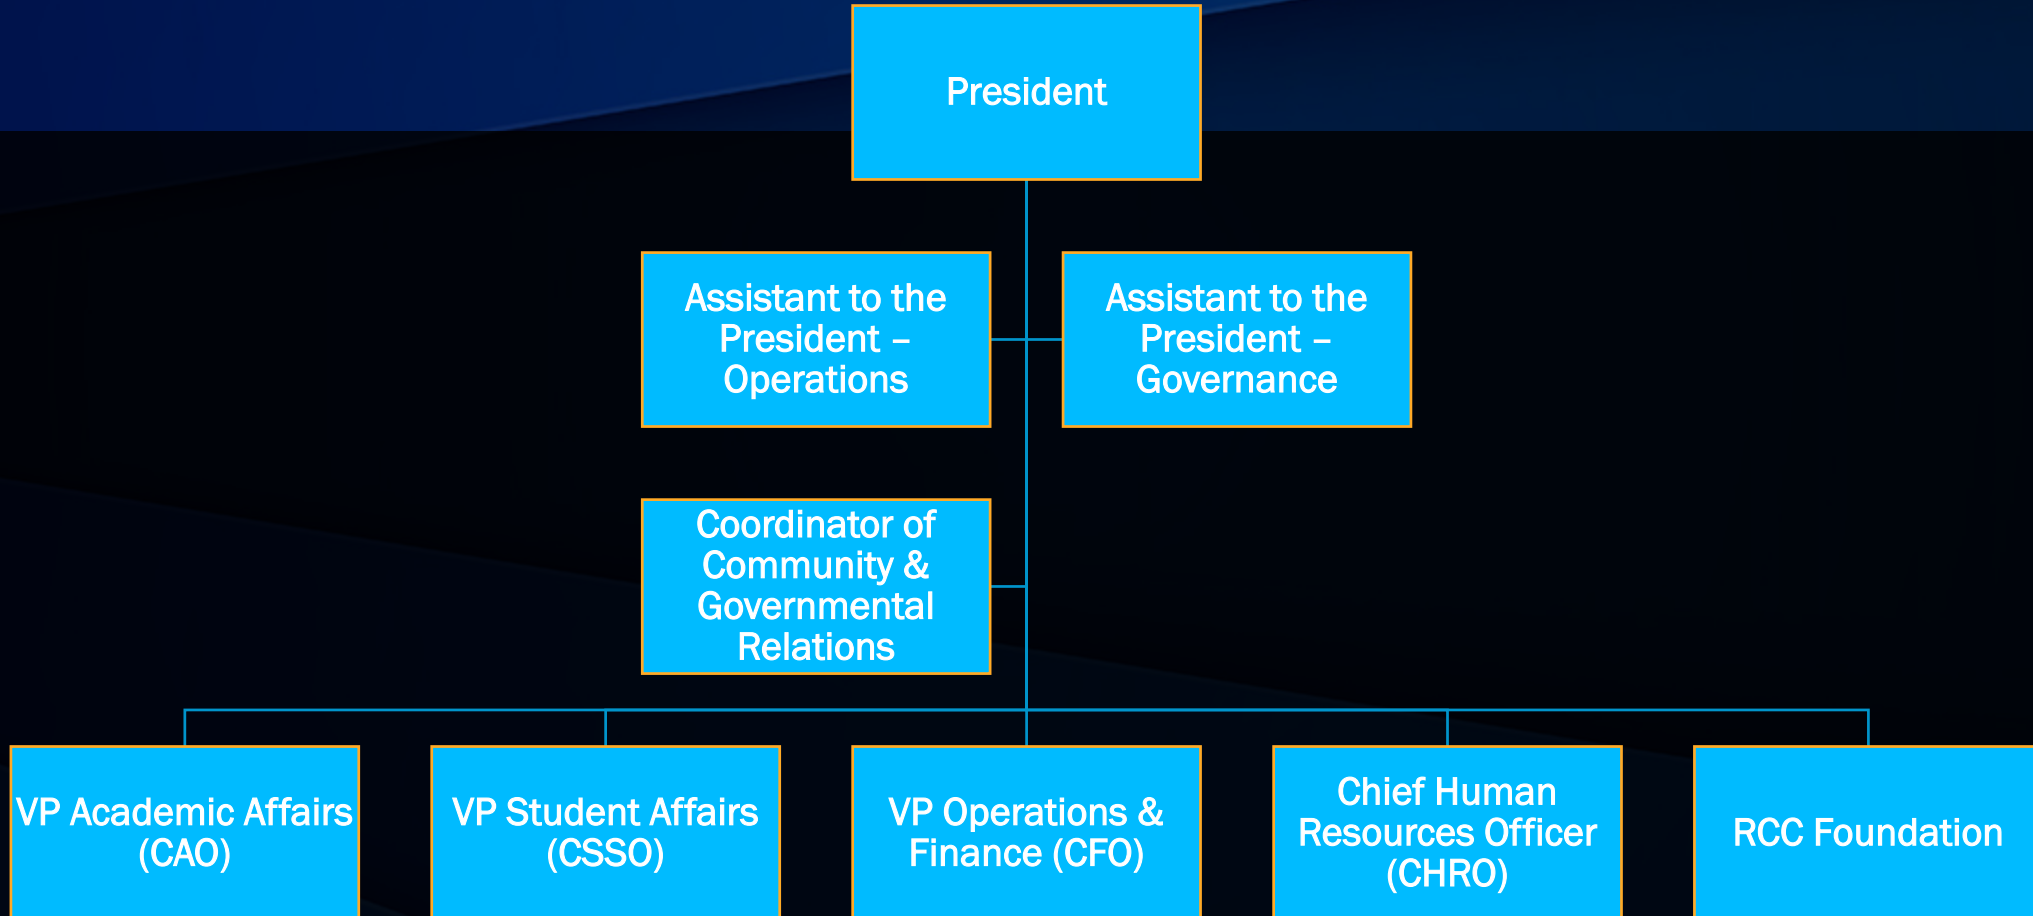 President
Assistant to the
President –
Operations
Assistant to the
President –
Governance
Coordinator of
Community &
Governmental
Relations
VP Academic Affairs
(CAO)
VP Student Affairs
(CSSO)
VP Operations &
Finance (CFO)
Chief Human
Resources Officer
(CHRO)
RCC Foundation